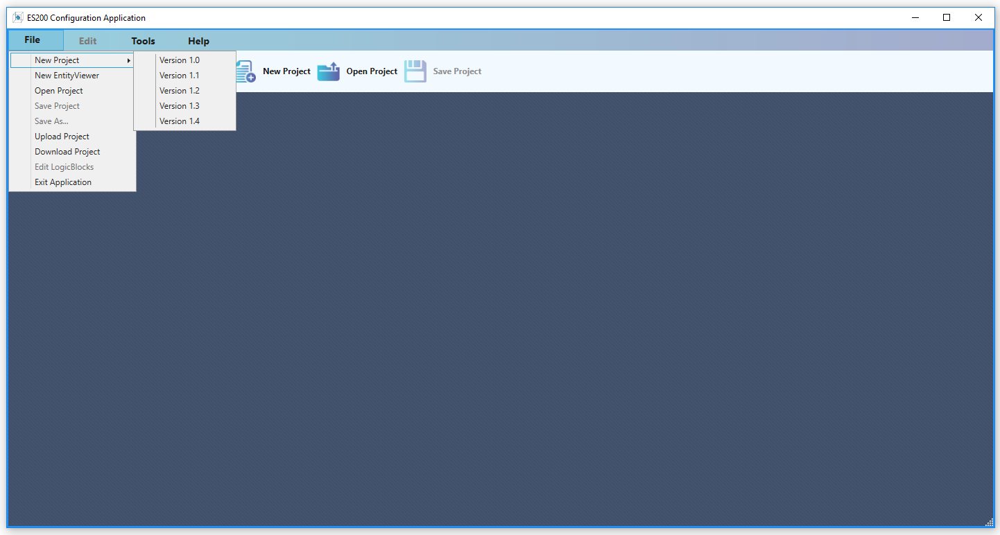 ES200 Configuration Application
File Edit Tools Help
New Project Open Project Save Project
New Project
New EntityViewer
Open Project
Save Project
Save As...
Upload Project
Download Project
Edit LogicBlocks
Exit Application
Version 1.0
Version 1.1
Version 1.2
Version 1.3
Version 1.4